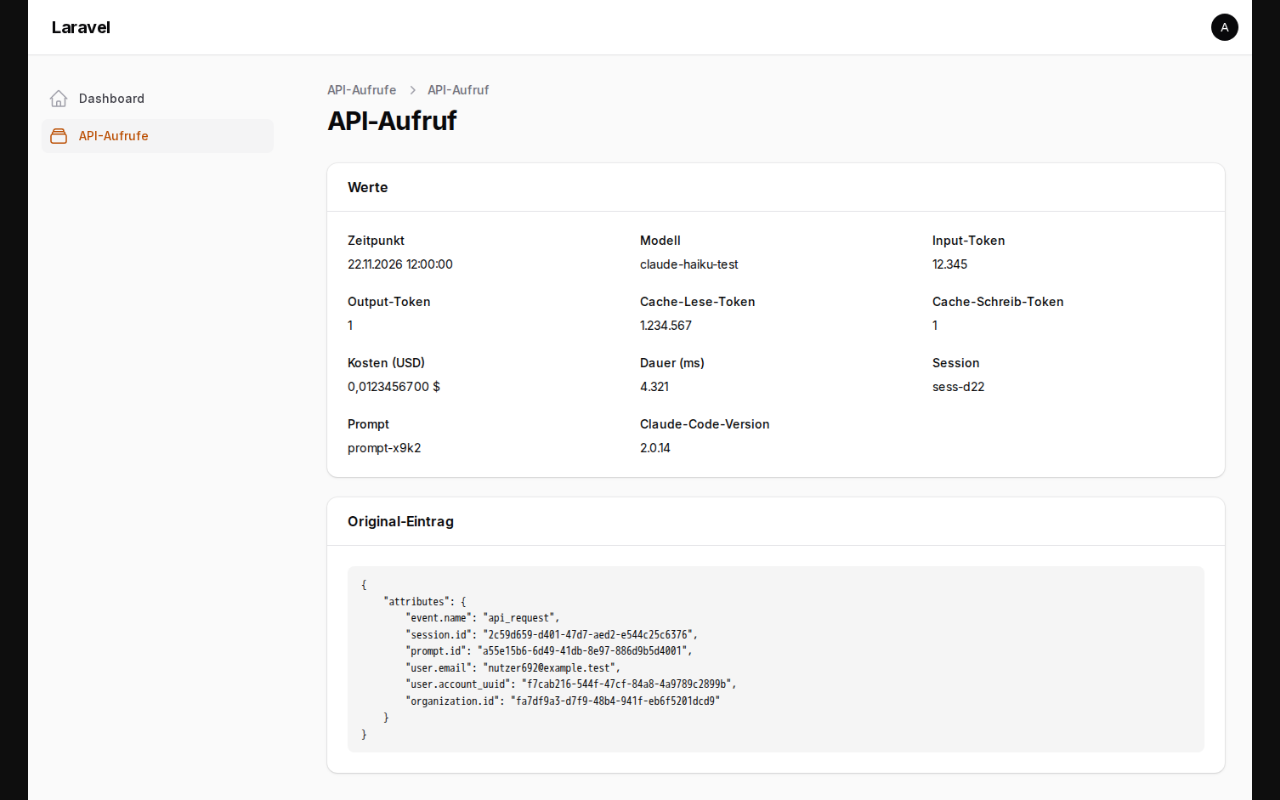 Laravel
A
Dashboard
API-Aufrufe
API-Aufrufe > API-Aufruf
API-Aufruf
Werte
Zeitpunkt Modell Input-Token
22.11.2026 12:00:00 claude-haiku-test 12.345
Output-Token Cache-Lese-Token Cache-Schreib-Token
1 1.234.567 1
Kosten (USD) Dauer (ms) Session
0,0123456700 $ 4.321 sess-d22
Prompt Claude-Code-Version
prompt-x9k2 2.0.14
Original-Eintrag
{
    "attributes": {
        "event.name": "api_request",
        "session.id": "2c59d659-d401-47d7-aed2-e544c25c6376",
        "prompt.id": "a55e15b6-6d49-41db-8e97-886d9b5d4001",
        "user.email": "nutzer692@example.test",
        "user.account_uuid": "f7cab216-544f-47cf-84a8-4a9789c2899b",
        "organization.id": "fa7df9a3-d7f9-48b4-941f-eb6f5201dcd9"
    }
}